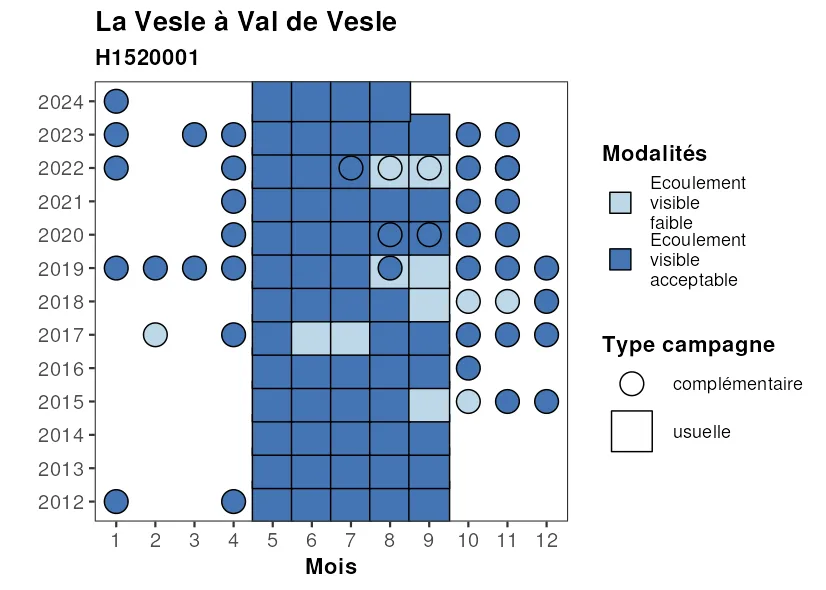 La Vesle à Val de Vesle
H1520001
2024
2023
2022
2021
2020
2019
2018
2017
2016
2015
2014
2013
2012
1 2 3 4 5 6 7 8 9 10 11 12
Mois
Modalités
Ecoulement
visible
faible
Ecoulement
visible
acceptable
Type campagne
complémentaire
usuelle